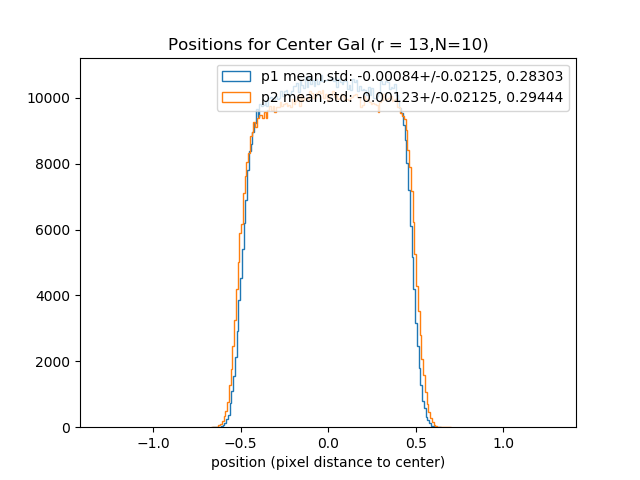 Positions for Center Gal (r = 13,N=10)
p1 mean,std: -0.00084+/-0.02125, 0.28303
p2 mean,std: -0.00123+/-0.02125, 0.29444
10000
8000
6000
4000
2000
0
−1.0 −0.5 0.0 0.5 1.0
position (pixel distance to center)